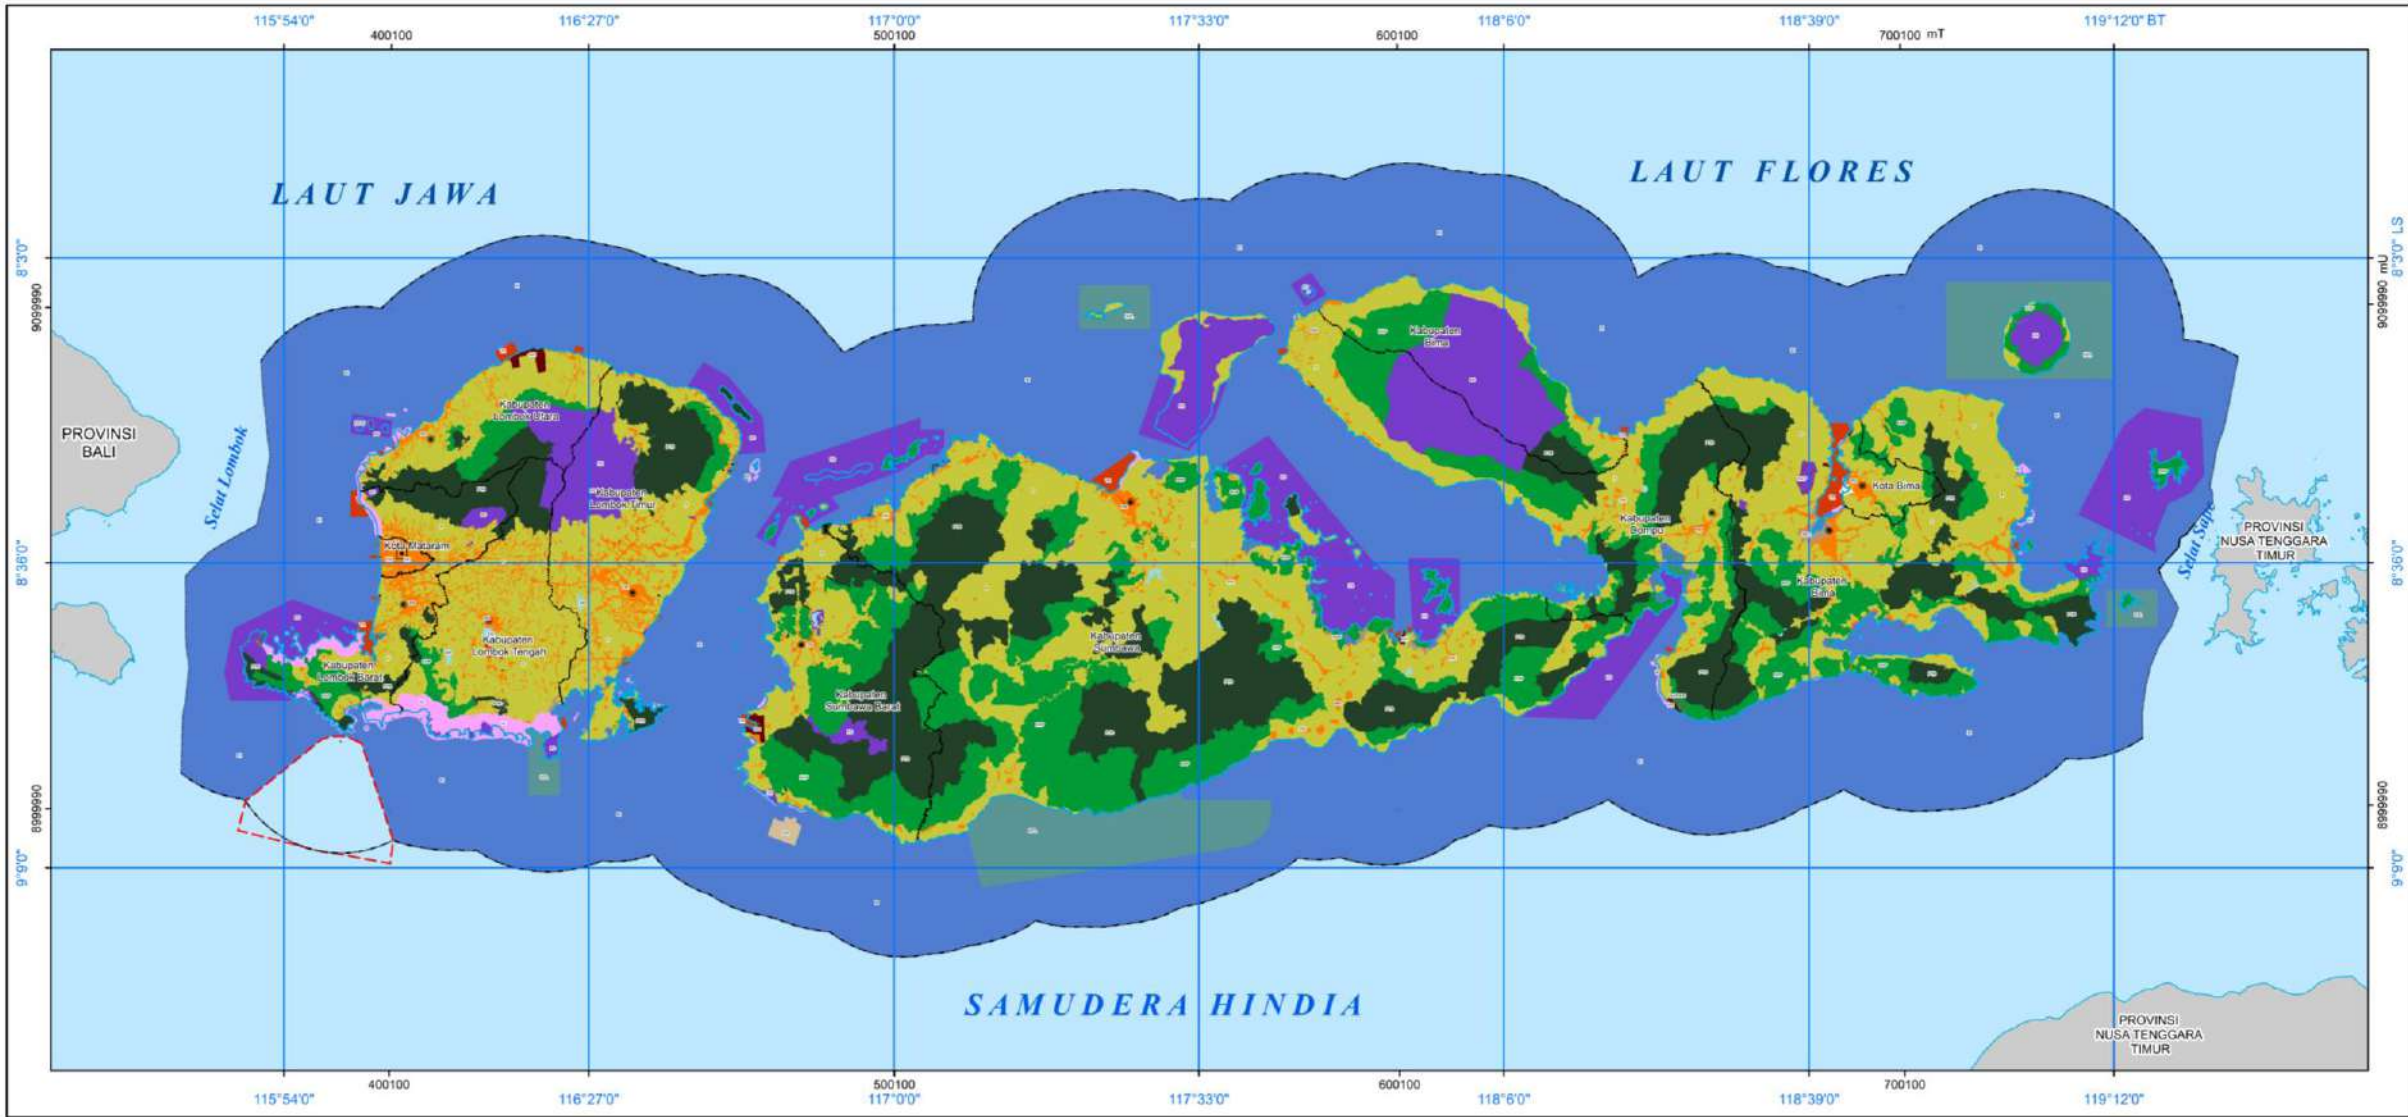 115°54'0"
116°27'0"
117°0'0"
117°33'0"
118°6'0"
118°39'0"
119°12'0" BT
400100
500100
600100
700100 mT
LAUT JAWA
LAUT FLORES
8°3'0"
8°3'0" LS
9099990
9099990 mU
Selat Lombok
PROVINSI
BALI
Kabupaten
Lombok Utara
Kabupaten
Lombok Timur
Kota Mataram
Kabupaten
Lombok Tengah
Kabupaten
Lombok Barat
Kabupaten
Sumbawa Barat
Kabupaten
Sumbawa
Kabupaten
Bima
Kabupaten
Dompu
Kota Bima
Kabupaten
Bima
Selat Sape
PROVINSI
NUSA TENGGARA
TIMUR
8°36'0"
8°36'0"
8999990
8999990
9°9'0"
9°9'0"
SAMUDERA HINDIA
PROVINSI
NUSA TENGGARA
TIMUR
400100
500100
600100
700100
115°54'0"
116°27'0"
117°0'0"
117°33'0"
118°6'0"
118°39'0"
119°12'0"